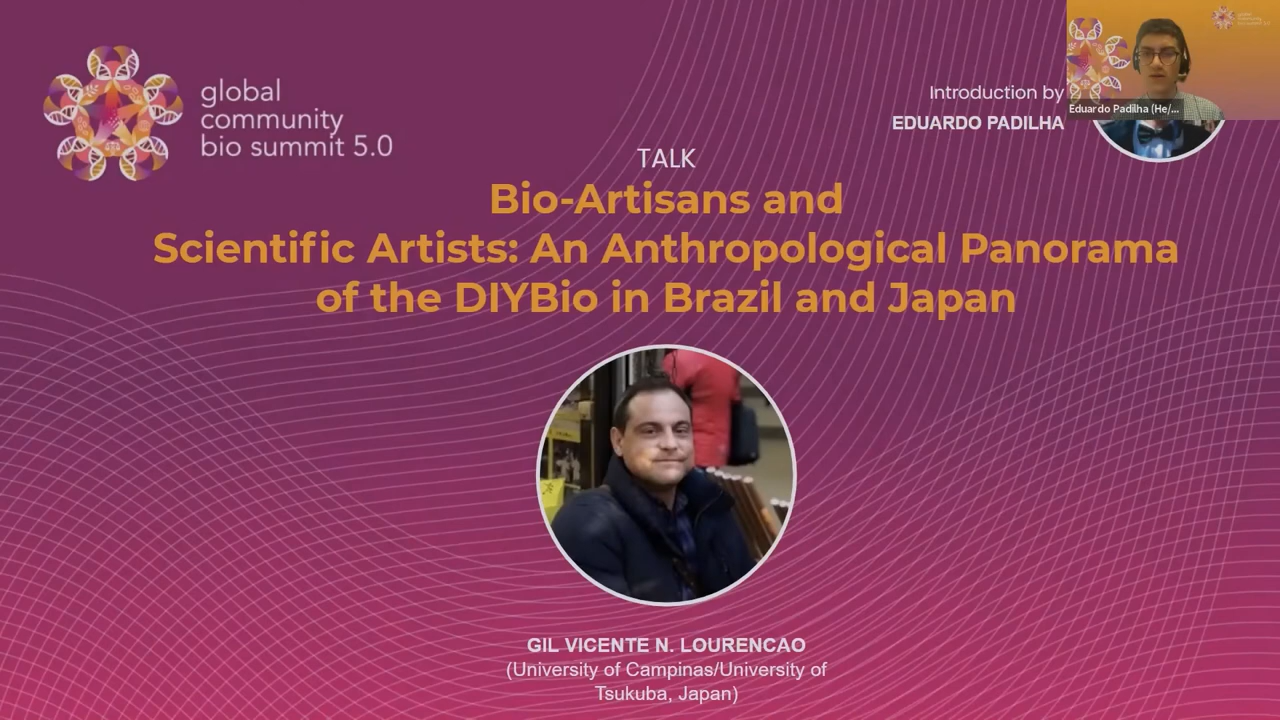 global
community
bio summit 5.0
Introduction by
EDUARDO PADILHA
Eduardo Padilha (He/...
TALK
Bio-Artisans and
Scientific Artists: An Anthropological Panorama
of the DIYBio in Brazil and Japan
GIL VICENTE N. LOURENCAO
(University of Campinas/University of
Tsukuba, Japan)